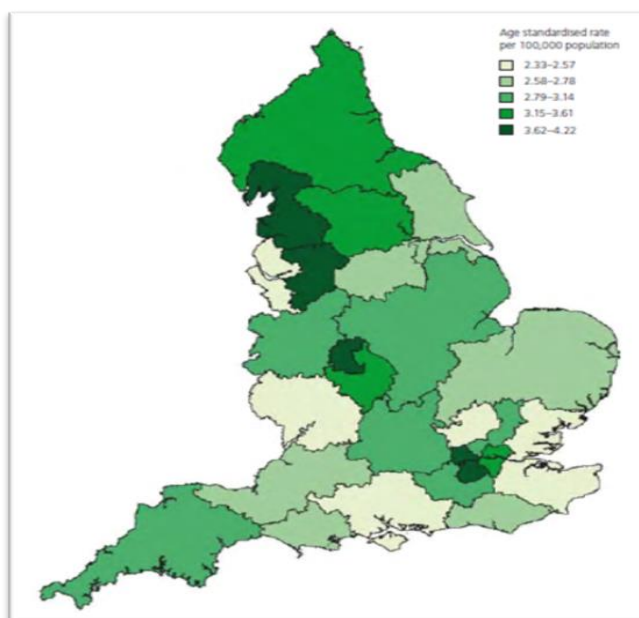 Age standardised rate
per 100,000 population
2.33–2.57
2.58–2.78
2.79–3.14
3.15–3.61
3.62–4.22